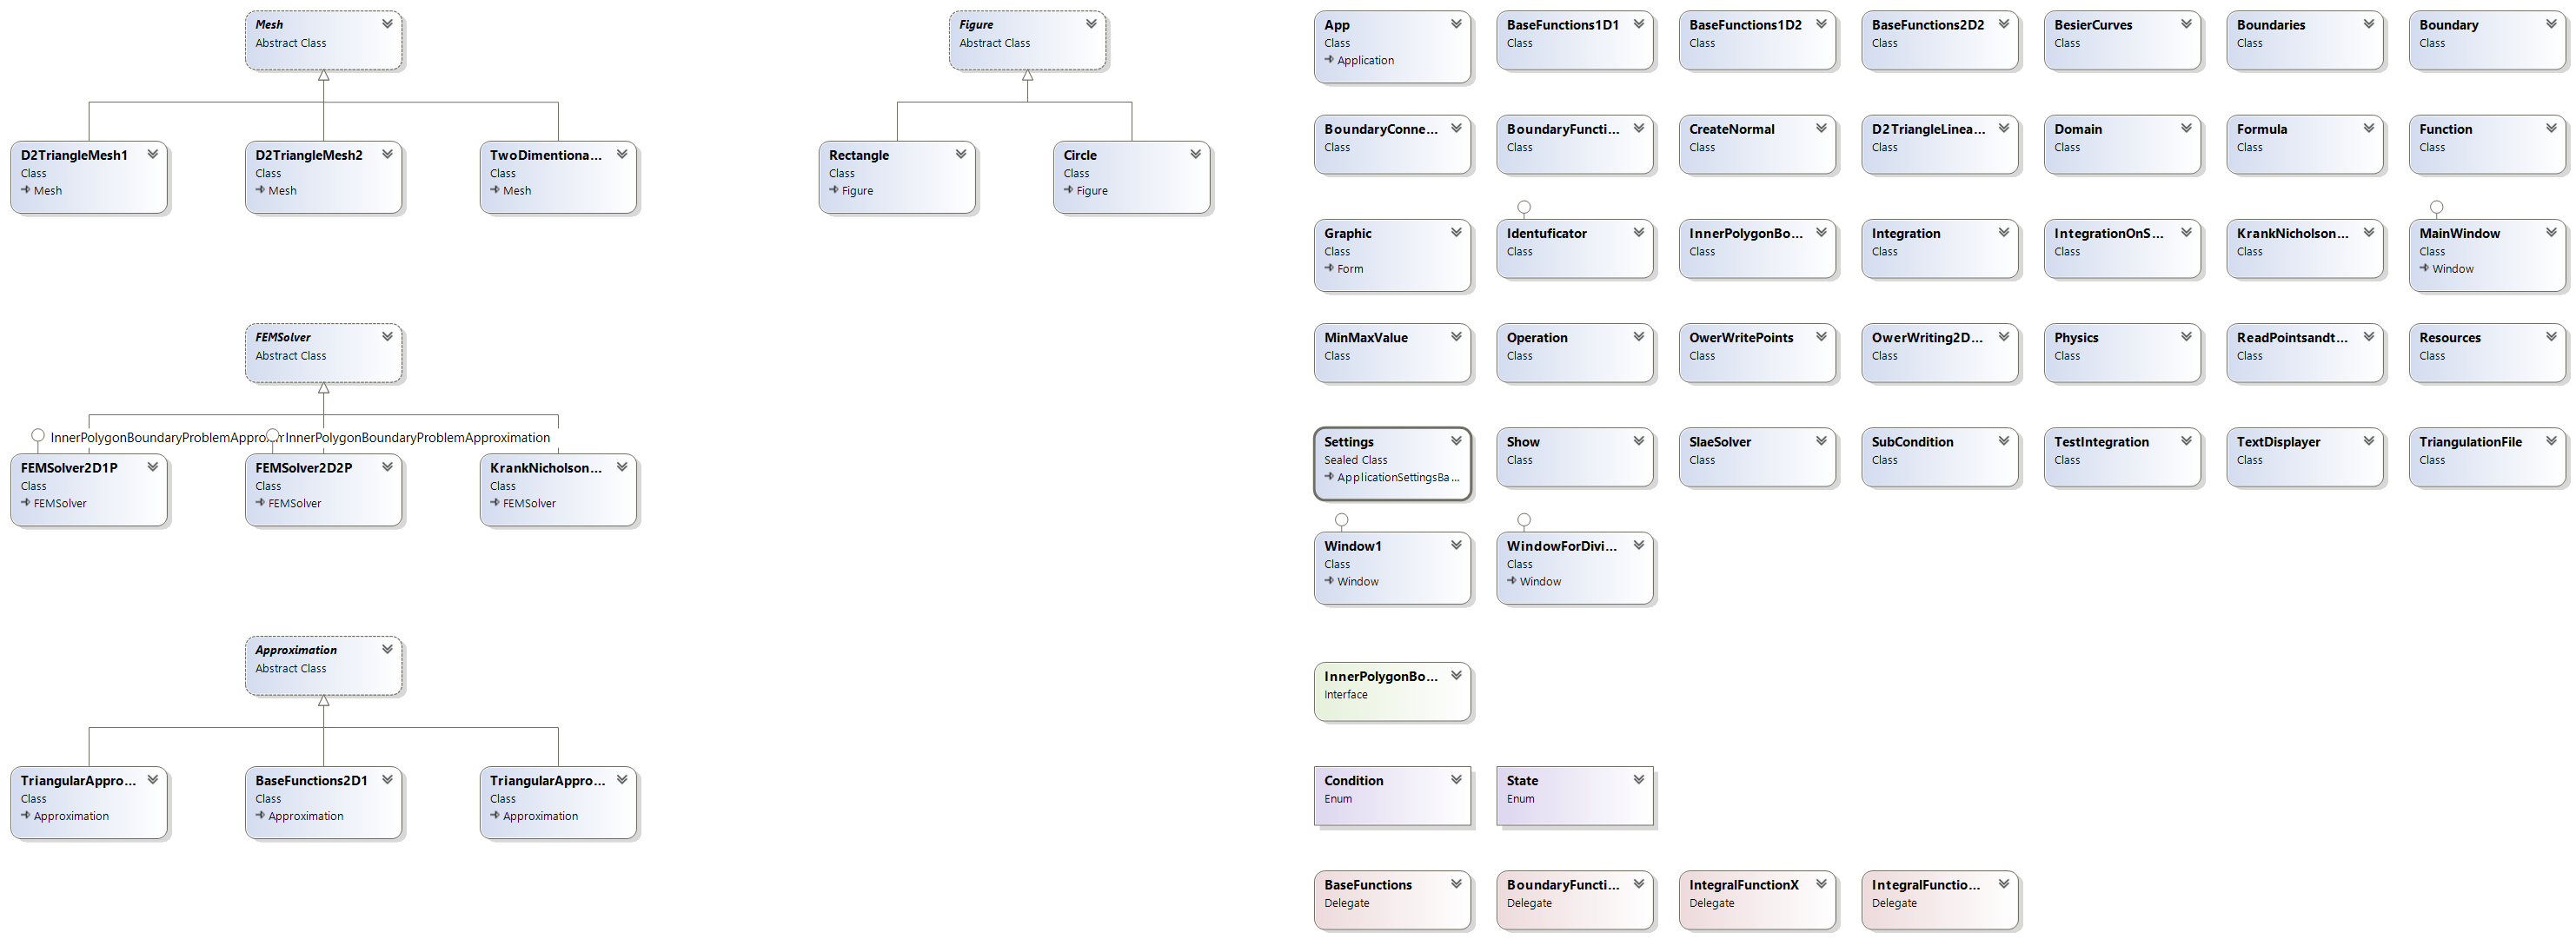 Mesh
Abstract Class
D2TriangleMesh1
Class
Mesh
D2TriangleMesh2
Class
Mesh
TwoDimentiona...
Class
Mesh
Figure
Abstract Class
Rectangle
Class
Figure
Circle
Class
Figure
FEMSolver
Abstract Class
InnerPolygonBoundaryProblemApproxi
InnerPolygonBoundaryProblemApproximation
FEMSolver2D1P
Class
FEMSolver
FEMSolver2D2P
Class
FEMSolver
KrankNicholson...
Class
FEMSolver
Approximation
Abstract Class
TriangularAppro...
Class
Approximation
BaseFunctions2D1
Class
Approximation
TriangularAppro...
Class
Approximation
App
Class
Application
BaseFunctions1D1
Class
BaseFunctions1D2
Class
BaseFunctions2D2
Class
BesierCurves
Class
Boundaries
Class
Boundary
Class
BoundaryConne...
Class
BoundaryFuncti...
Class
CreateNormal
Class
D2TriangleLinea...
Class
Domain
Class
Formula
Class
Function
Class
Graphic
Class
Form
Identuficator
Class
InnerPolygonBo...
Class
Integration
Class
IntegrationOnS...
Class
KrankNicholson...
Class
MainWindow
Class
Window
MinMaxValue
Class
Operation
Class
OwerWritePoints
Class
OwerWriting2D...
Class
Physics
Class
ReadPointsandt...
Class
Resources
Class
Settings
Sealed Class
ApplicationSettingsBa...
Show
Class
SlaeSolver
Class
SubCondition
Class
TestIntegration
Class
TextDisplayer
Class
TriangulationFile
Class
Window1
Class
Window
WindowForDivi...
Class
Window
InnerPolygonBo...
Interface
Condition
Enum
State
Enum
BaseFunctions
Delegate
BoundaryFuncti...
Delegate
IntegralFunctionX
Delegate
IntegralFunctio...
Delegate